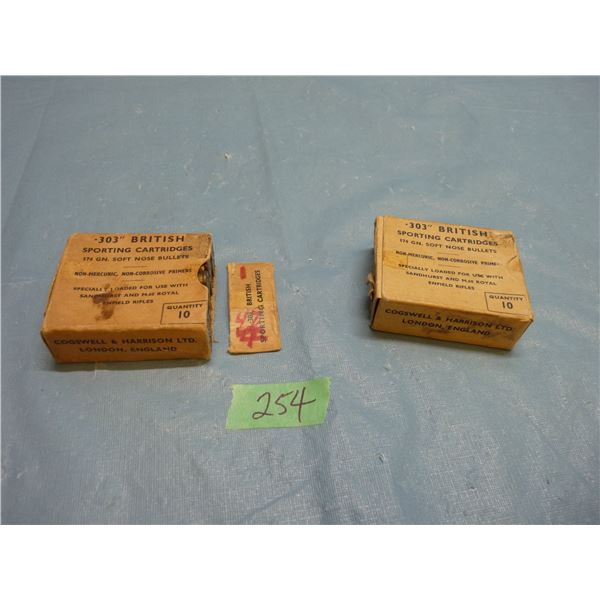 ·303" BRITISH
SPORTING CARTRIDGES
174 GN. SOFT NOSE BULLETS
NON-MERCURIC, NON-CORROSIVE PRIMERS
SPECIALLY LOADED FOR USE WITH
SANDHURST AND M.60 ROYAL
ENFIELD RIFLES
QUANTITY
10
COGSWELL & HARRISON LTD.
LONDON, ENGLAND
BRITISH
SPORTING CARTRIDGES
254
·303" BRITISH
SPORTING CARTRIDGES
174 GN. SOFT NOSE BULLETS
NON-MERCURIC, NON-CORROSIVE PRIME
SPECIALLY LOADED FOR USE WITH
SANDHURST AND M.60 ROYAL
ENFIELD RIFLES
QUANTITY
10
COGSWELL & HARRISON LTD.
LONDON, ENGLAND